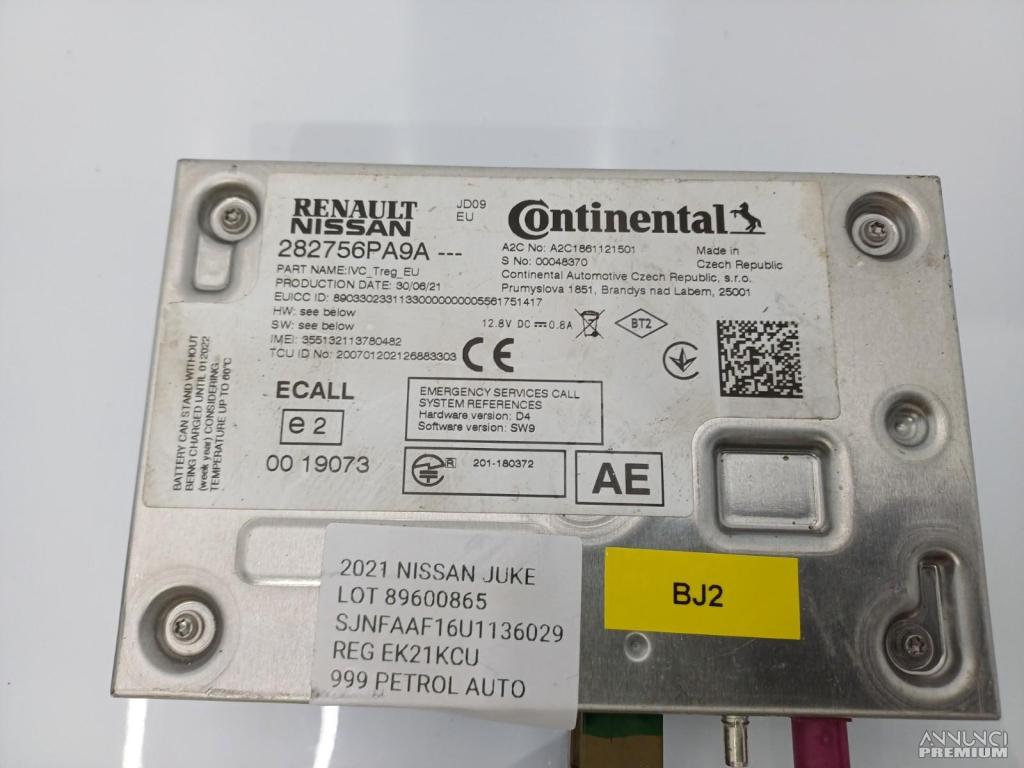 RENAULT
NISSAN
JD09
EU
Continental
282756PA9A ---
PART NAME:IVC_Treg_EU
PRODUCTION DATE: 30/06/21
EUICC ID: 89033023311330000000005561751417
HW: see below
SW: see below
IMEI: 355132113780482
TCU ID No: 200701202126883303
A2C No: A2C1861121501
S No: 00048370
Made in
Czech Republic
Continental Automotive Czech Republic, s.r.o.
Prumyslova 1851, Brandys nad Labem, 25001
12.8V DC 0.8A
BT2
CE
BATTERY CAN STAND WITHOUT
BEING CHARGED UNTIL 012022
(week year) CONSIDERING
TEMPERATURE UP TO 60°C
ECALL
e2
00 19073
EMERGENCY SERVICES CALL
SYSTEM REFERENCES
Hardware version: D4
Software version: SW9
R 201-180372
AE
2021 NISSAN JUKE
LOT 89600865
SJNFAAF16U1136029
REG EK21KCU
999 PETROL AUTO
BJ2
ANNUNCI
PREMIUM